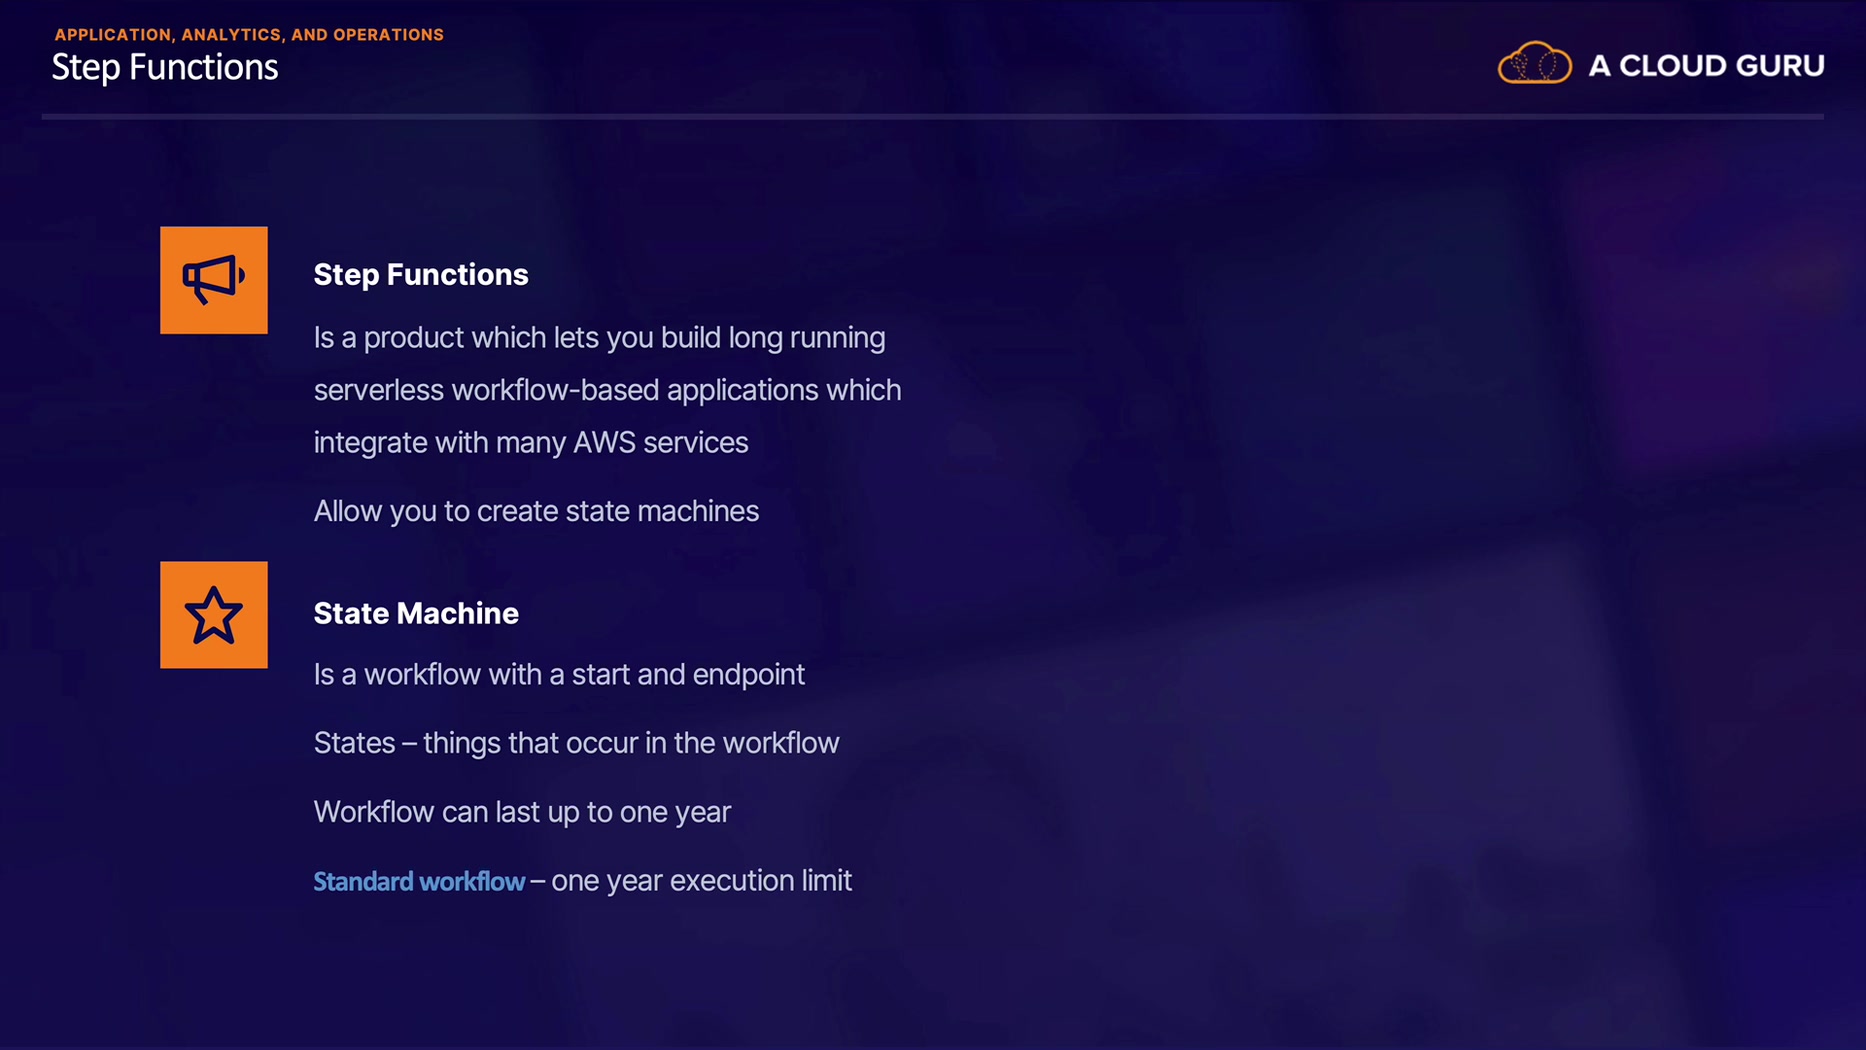 APPLICATION, ANALYTICS, AND OPERATIONS
Step Functions
A CLOUD GURU
Step Functions
Is a product which lets you build long running
serverless workflow-based applications which
integrate with many AWS services
Allow you to create state machines
State Machine
Is a workflow with a start and endpoint
States – things that occur in the workflow
Workflow can last up to one year
Standard workflow – one year execution limit